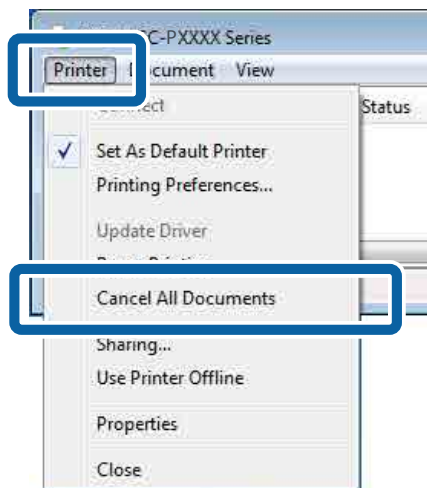 C-PXXXX Series
Printer Document View
Status
Set As Default Printer
Printing Preferences...
Update Driver
Cancel All Documents
Sharing...
Use Printer Offline
Properties
Close